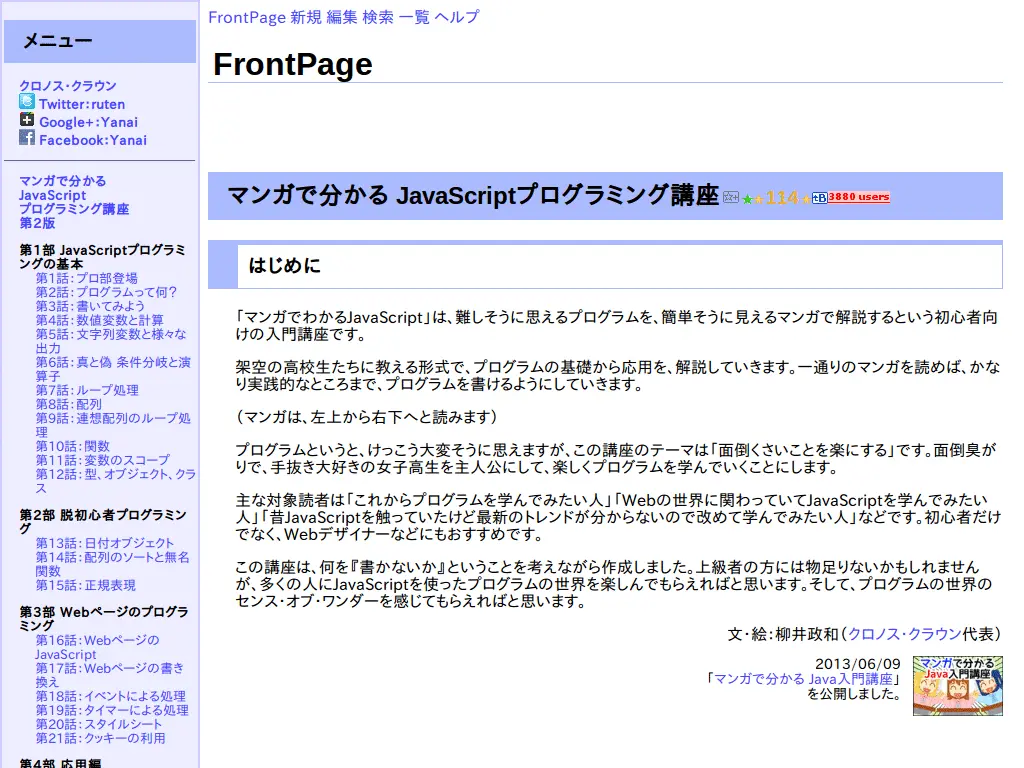 メニュー
クロノス・クラウン
Twitter:ruten
Google+:Yanai
Facebook:Yanai
マンガで分かる
JavaScript
プログラミング講座
第2版
第1部 JavaScriptプログラミ
ングの基本
第1話:プロ部登場
第2話:プログラムって何?
第3話:書いてみよう
第4話:数値変数と計算
第5話:文字列変数と様々な
出力
第6話:真と偽 条件分岐と演
算子
第7話:ループ処理
第8話:配列
第9話:連想配列のループ処
理
第10話:関数
第11話:変数のスコープ
第12話:型、オブジェクト、クラ
ス
第2部 脱初心者プログラミン
グ
第13話:日付オブジェクト
第14話:配列のソートと無名
関数
第15話:正規表現
第3部 Webページのプログラ
ミング
第16話:Webページの
JavaScript
第17話:Webページの書き
換え
第18話:イベントによる処理
第19話:タイマーによる処理
第20話:スタイルシート
第21話:クッキーの利用
第4部 応用編
FrontPage 新規 編集 検索 一覧 ヘルプ
FrontPage
マンガで分かる JavaScriptプログラミング講座 114 tB 3880 users
はじめに
「マンガでわかるJavaScript」は、難しそうに思えるプログラムを、簡単そうに見えるマンガで解説するという初心者向
けの入門講座です。
架空の高校生たちに教える形式で、プログラムの基礎から応用を、解説していきます。一通りのマンガを読めば、かな
り実践的なところまで、プログラムを書けるようにしていきます。
(マンガは、左上から右下へと読みます)
プログラムというと、けっこう大変そうに思えますが、この講座のテーマは「面倒くさいことを楽にする」です。面倒臭が
りで、手抜き大好きの女子高生を主人公にして、楽しくプログラムを学んでいくことにします。
主な対象読者は「これからプログラムを学んでみたい人」「Webの世界に関わっていてJavaScriptを学んでみたい
人」「昔JavaScriptを触っていたけど最新のトレンドが分からないので改めて学んでみたい人」などです。初心者だけ
でなく、Webデザイナーなどにもおすすめです。
この講座は、何を『書かないか』ということを考えながら作成しました。上級者の方には物足りないかもしれません
が、多くの人にJavaScriptを使ったプログラムの世界を楽しんでもらえればと思います。そして、プログラムの世界の
センス・オブ・ワンダーを感じてもらえればと思います。
文・絵:柳井政和(クロノス・クラウン代表)
2013/06/09
「マンガで分かる Java入門講座」
を公開しました。
マンガで分かる
Java入門講座